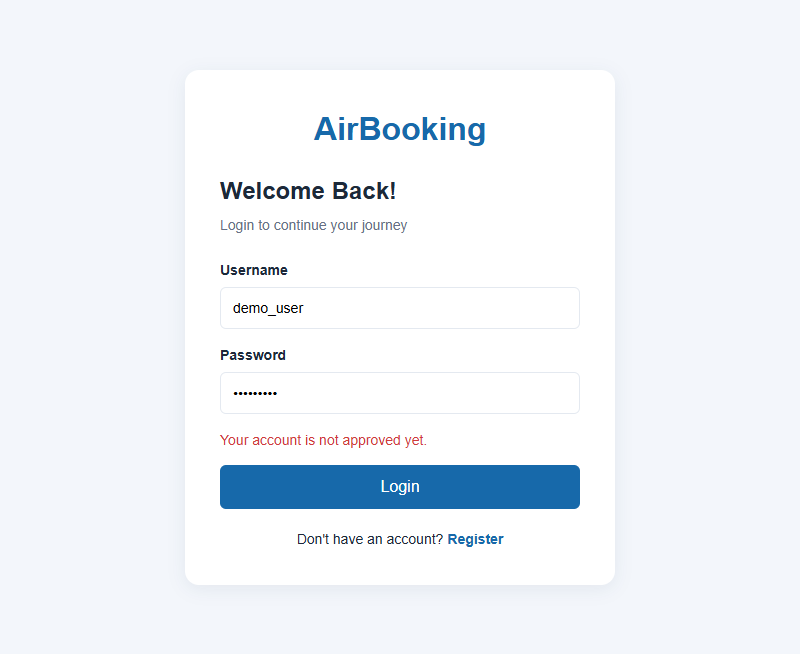 AirBooking
Welcome Back!
Login to continue your journey
Username
demo_user
Password
•••••••••
Your account is not approved yet.
Login
Don't have an account? Register